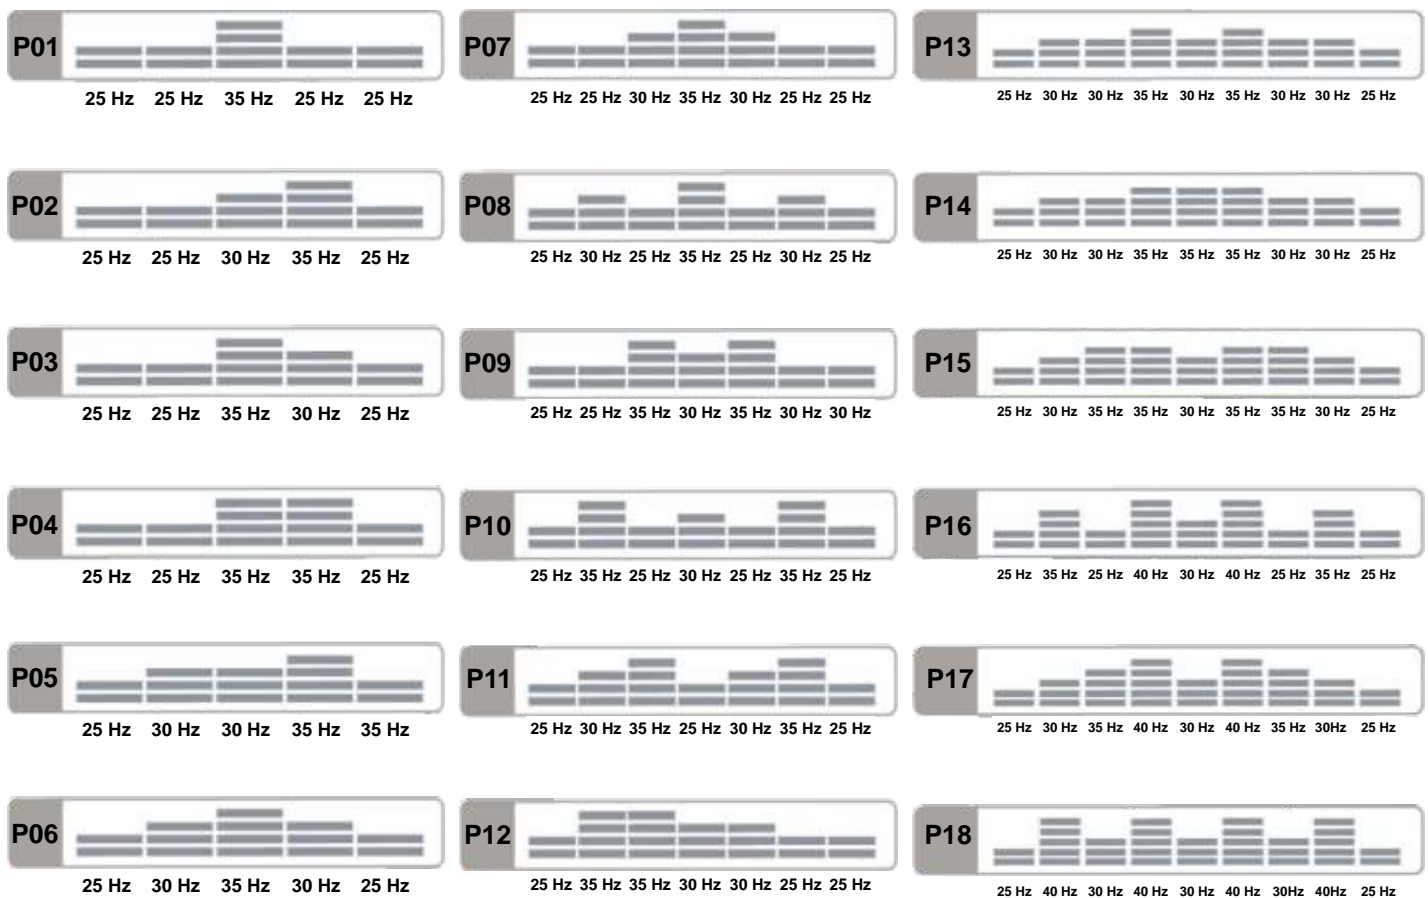 P01
25 Hz 25 Hz 35 Hz 25 Hz 25 Hz
P02
25 Hz 25 Hz 30 Hz 35 Hz 25 Hz
P03
25 Hz 25 Hz 35 Hz 30 Hz 25 Hz
P04
25 Hz 25 Hz 35 Hz 35 Hz 25 Hz
P05
25 Hz 30 Hz 30 Hz 35 Hz 35 Hz
P06
25 Hz 30 Hz 35 Hz 30 Hz 25 Hz
P07
25 Hz 25 Hz 30 Hz 35 Hz 30 Hz 25 Hz 25 Hz
P08
25 Hz 30 Hz 25 Hz 35 Hz 25 Hz 30 Hz 25 Hz
P09
25 Hz 25 Hz 35 Hz 30 Hz 35 Hz 30 Hz 30 Hz
P10
25 Hz 35 Hz 25 Hz 30 Hz 25 Hz 35 Hz 25 Hz
P11
25 Hz 30 Hz 35 Hz 25 Hz 30 Hz 35 Hz 25 Hz
P12
25 Hz 35 Hz 35 Hz 30 Hz 30 Hz 25 Hz 25 Hz
P13
25 Hz 30 Hz 30 Hz 35 Hz 30 Hz 35 Hz 30 Hz 30 Hz 25 Hz
P14
25 Hz 30 Hz 30 Hz 35 Hz 35 Hz 35 Hz 30 Hz 30 Hz 25 Hz
P15
25 Hz 30 Hz 35 Hz 35 Hz 30 Hz 35 Hz 35 Hz 30 Hz 25 Hz
P16
25 Hz 35 Hz 25 Hz 40 Hz 30 Hz 40 Hz 25 Hz 35 Hz 25 Hz
P17
25 Hz 30 Hz 35 Hz 40 Hz 30 Hz 40 Hz 35 Hz 30Hz 25 Hz
P18
25 Hz 40 Hz 30 Hz 40 Hz 30 Hz 40 Hz 30Hz 40Hz 25 Hz